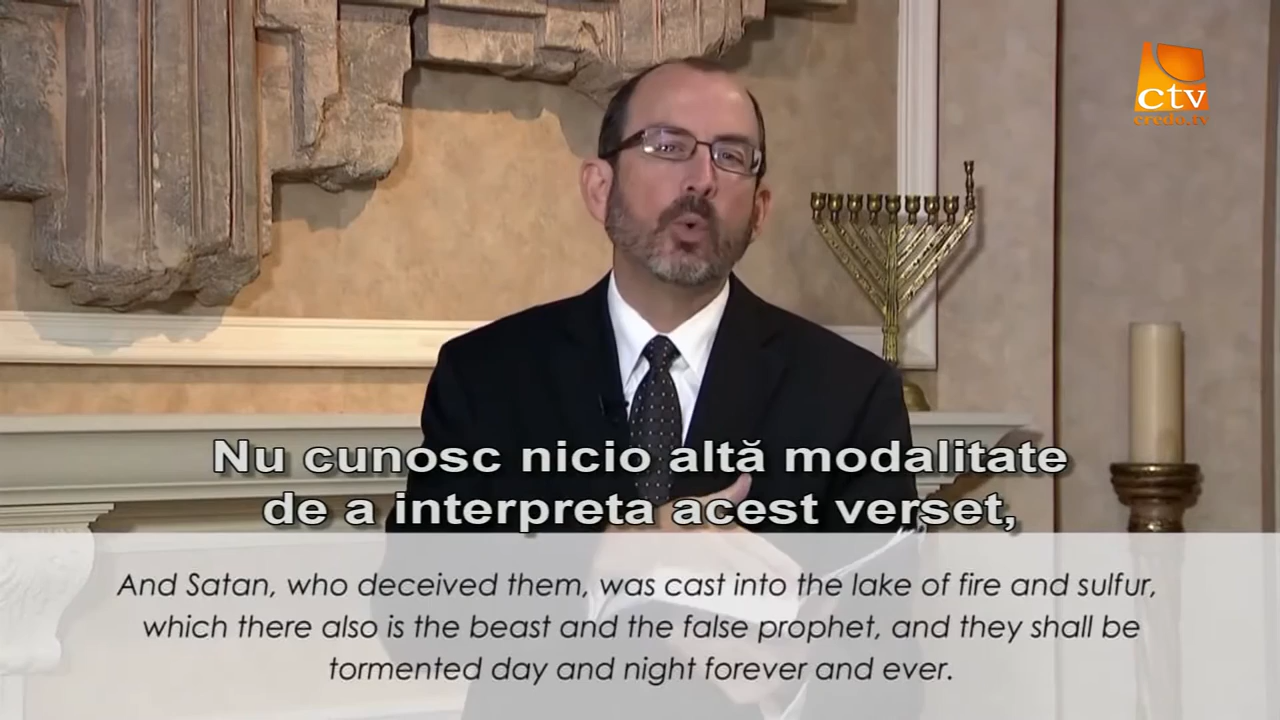 ctv
credo.tv
Nu cunosc nicio altă modalitate
de a interpreta acest verset,
And Satan, who deceived them, was cast into the lake of fire and sulfur,
which there also is the beast and the false prophet, and they shall be
tormented day and night forever and ever.